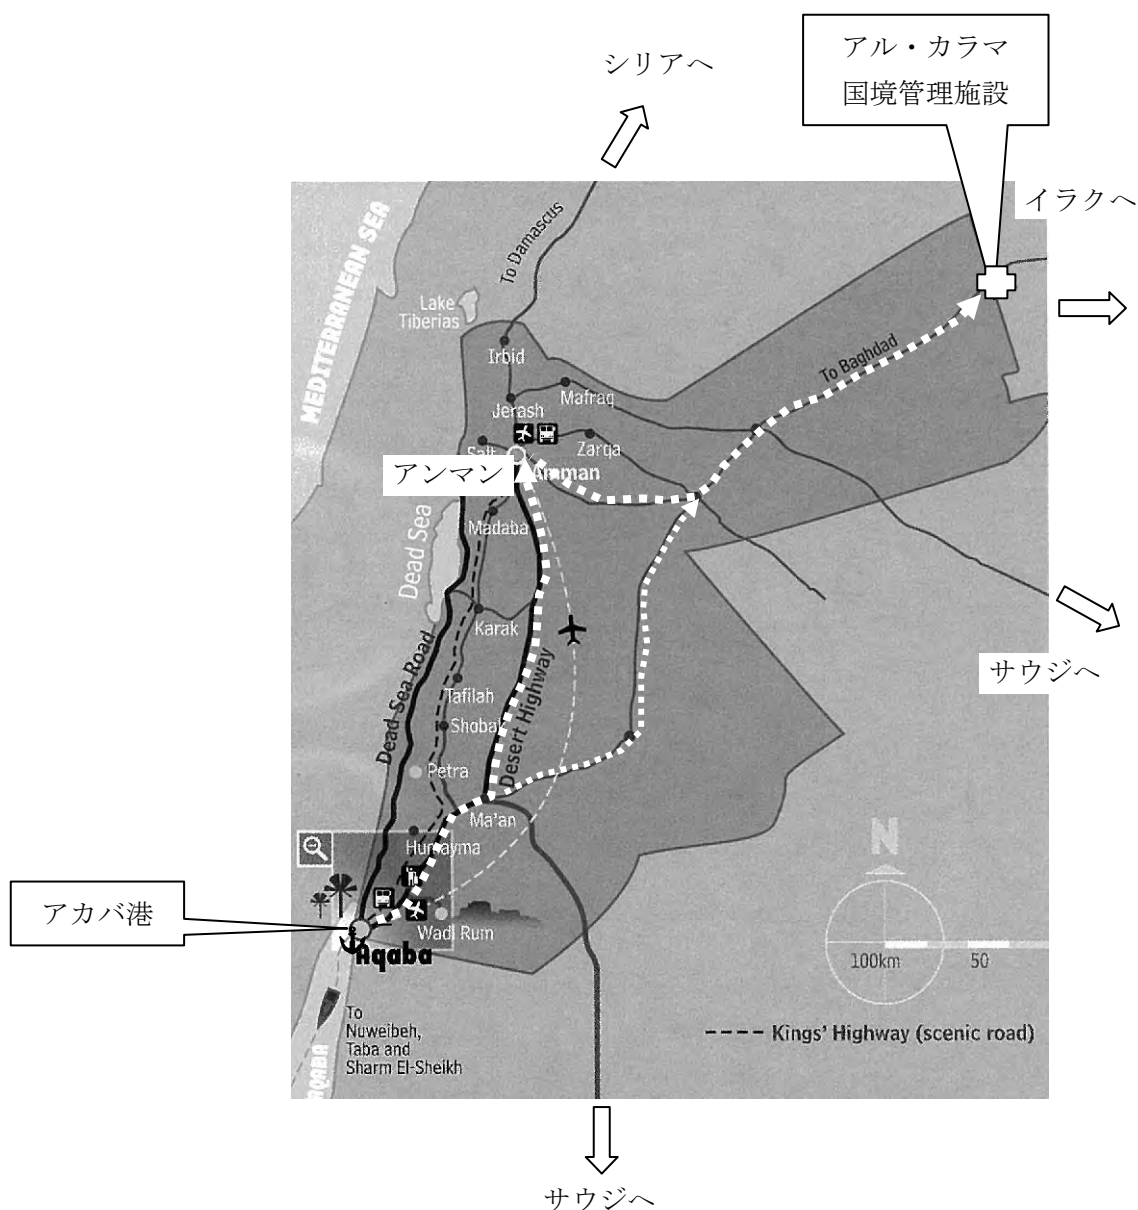 シリアへ
アル・カラマ
国境管理施設
イラクへ
MEDITERRANEAN SEA
To Damascus
Lake
Tiberias
Irbid
Jerash
Mafraq
Zarqa
Salt
アンマン
Amman
To Baghdad
Madaba
Dead Sea
Karak
Dead Sea Road
Tafilah
Shobak
Desert Highway
Petra
Ma'an
Humayma
サウジへ
N
アカバ港
Wadi Rum
Aqaba
100km
50
To
Nuweibeh,
Taba and
Sharm El-Sheikh
AQABA
Kings' Highway (scenic road)
サウジへ